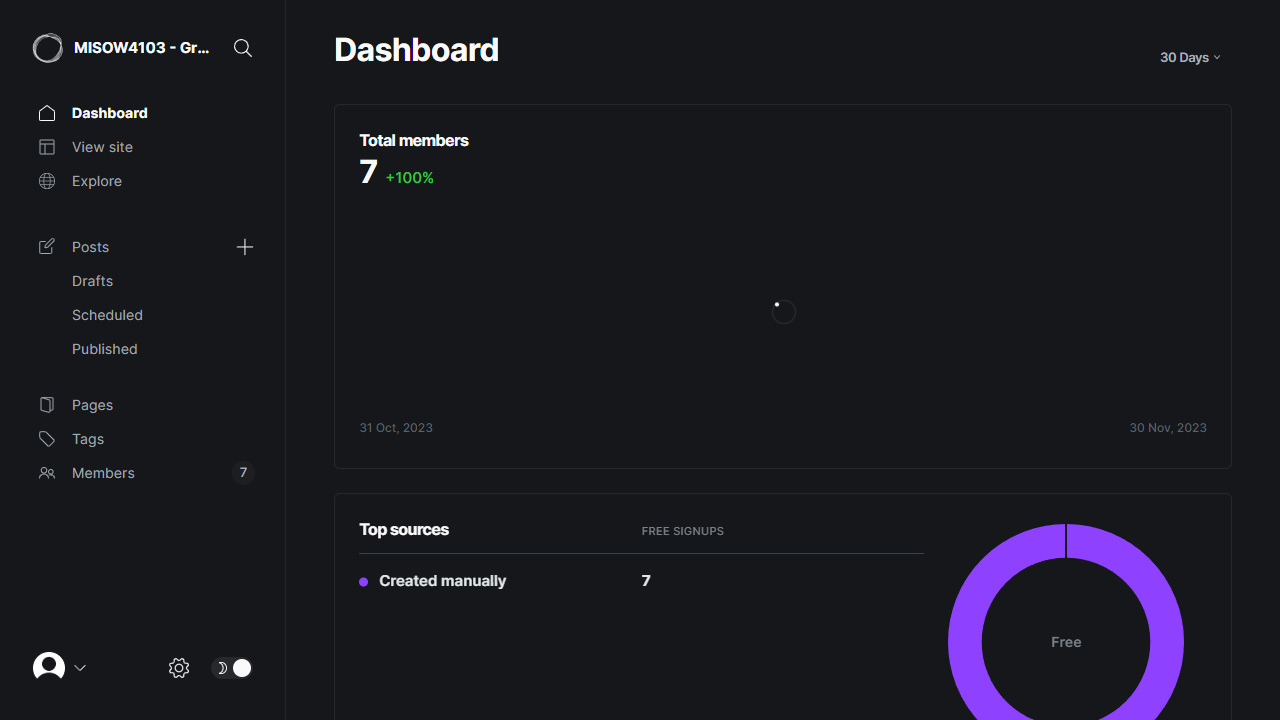 MISOW4103 - Gr...
Dashboard
View site
Explore
Posts
Drafts
Scheduled
Published
Pages
Tags
Members
7
Dashboard
30 Days
Total members
7 +100%
31 Oct, 2023
30 Nov, 2023
Top sources
FREE SIGNUPS
Created manually
7
Free